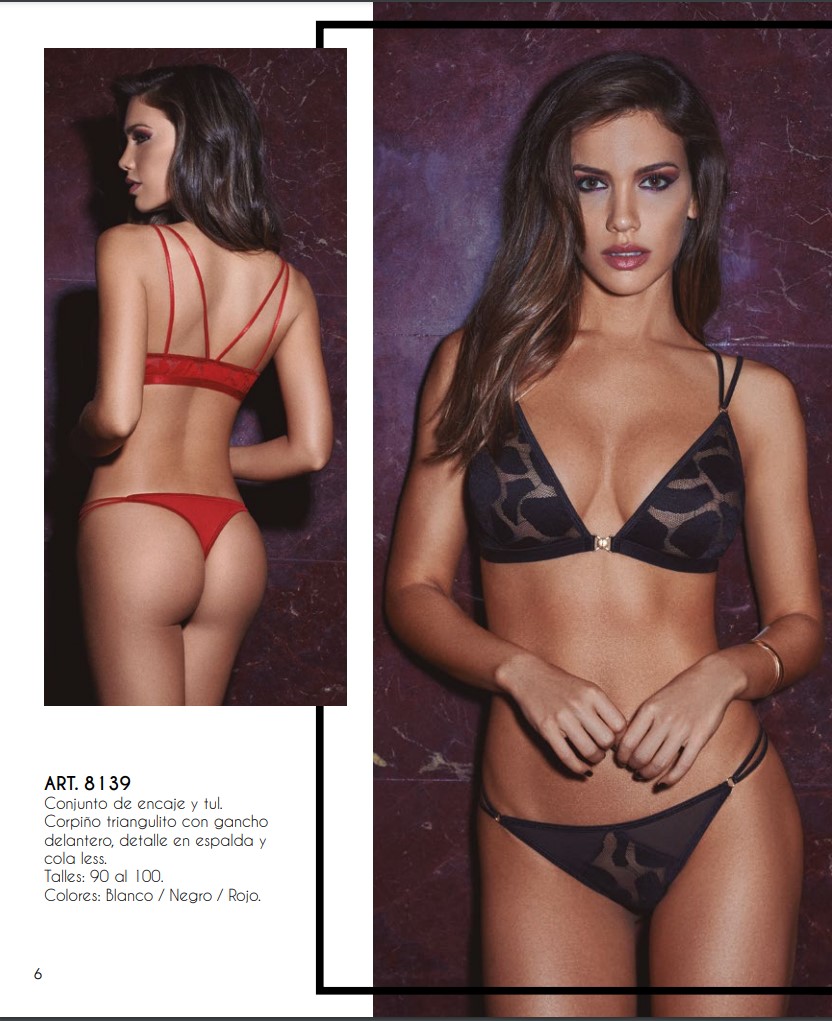 ART. 8139
Conjunto de encaje y tul.
Corpiño triangulito con gancho
delantero, detalle en espalda y
cola less.
Talles: 90 al 100.
Colores: Blanco / Negro / Rojo.
6